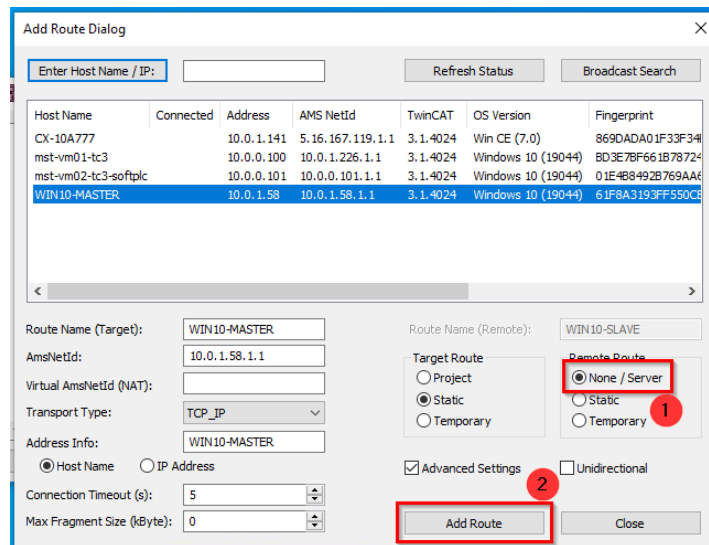 Add Route Dialog
Enter Host Name / IP: Refresh Status Broadcast Search
Host Name Connected Address AMS NetId TwinCAT OS Version Fingerprint
CX-10A777 10.0.1.141 5.16.167.119.1.1 3.1.4024 Win CE (7.0) 869DADA01F33F34
mst-vm01-tc3 10.0.0.100 10.0.1.226.1.1 3.1.4024 Windows 10 (19044) BD3E7BF661B78724
mst-vm02-tc3-softplc 10.0.0.101 10.0.0.101.1.1 3.1.4024 Windows 10 (19044) 01E4B8492B769AA6
WIN10-MASTER 10.0.1.58 10.0.1.58.1.1 3.1.4024 Windows 10 (19044) 61F8A3193FF550CE
Route Name (Target): WIN10-MASTER Route Name (Remote): WIN10-SLAVE
AmsNetId: 10.0.1.58.1.1 Target Route Remote Route
Virtual AmsNetId (NAT): Project None / Server
Transport Type: TCP_IP Static Static 1
Address Info: WIN10-MASTER Temporary Temporary
Host Name IP Address Advanced Settings Unidirectional
Connection Timeout (s): 5 2
Max Fragment Size (kByte): 0 Add Route Close